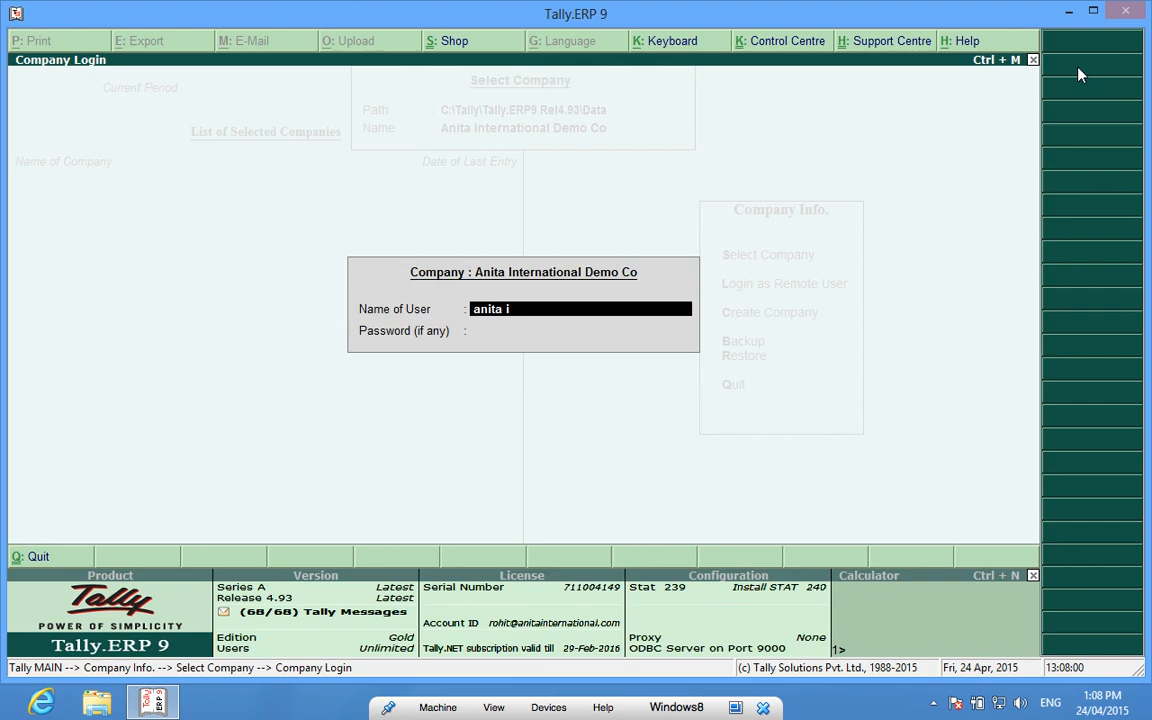 Tally.ERP 9
P: Print
E: Export
M: E-Mail
O: Upload
S: Shop
G: Language
K: Keyboard
K: Control Centre
H: Support Centre
H: Help
Company Login
Ctrl + M
Current Period
Select Company
Path : C:\Tally\Tally.ERP9 Rel4.93\Data
Name : Anita International Demo Co
List of Selected Companies
Name of Company
Date of Last Entry
Company Info.
Select Company
Login as Remote User
Create Company
Backup
Restore
Quit
Company : Anita International Demo Co
Name of User : anita i
Password (if any) :
Q: Quit
Product
Tally
POWER OF SIMPLICITY
Tally.ERP 9
Version
Series A Latest
Release 4.93 Latest
(68/68) Tally Messages
Edition Gold
Users Unlimited
License
Serial Number 711004149
Account ID rohit@anitainternational.com
Tally.NET subscription valid till 29-Feb-2016
Configuration
Stat 239 Install STAT 240
Proxy None
ODBC Server on Port 9000
Calculator Ctrl + N
1>
Tally MAIN --> Company Info. --> Select Company --> Company Login
(c) Tally Solutions Pvt. Ltd., 1988-2015
Fri, 24 Apr, 2015
13:08:00
Machine
View
Devices
Help
Windows8
ENG
1:08 PM
24/04/2015